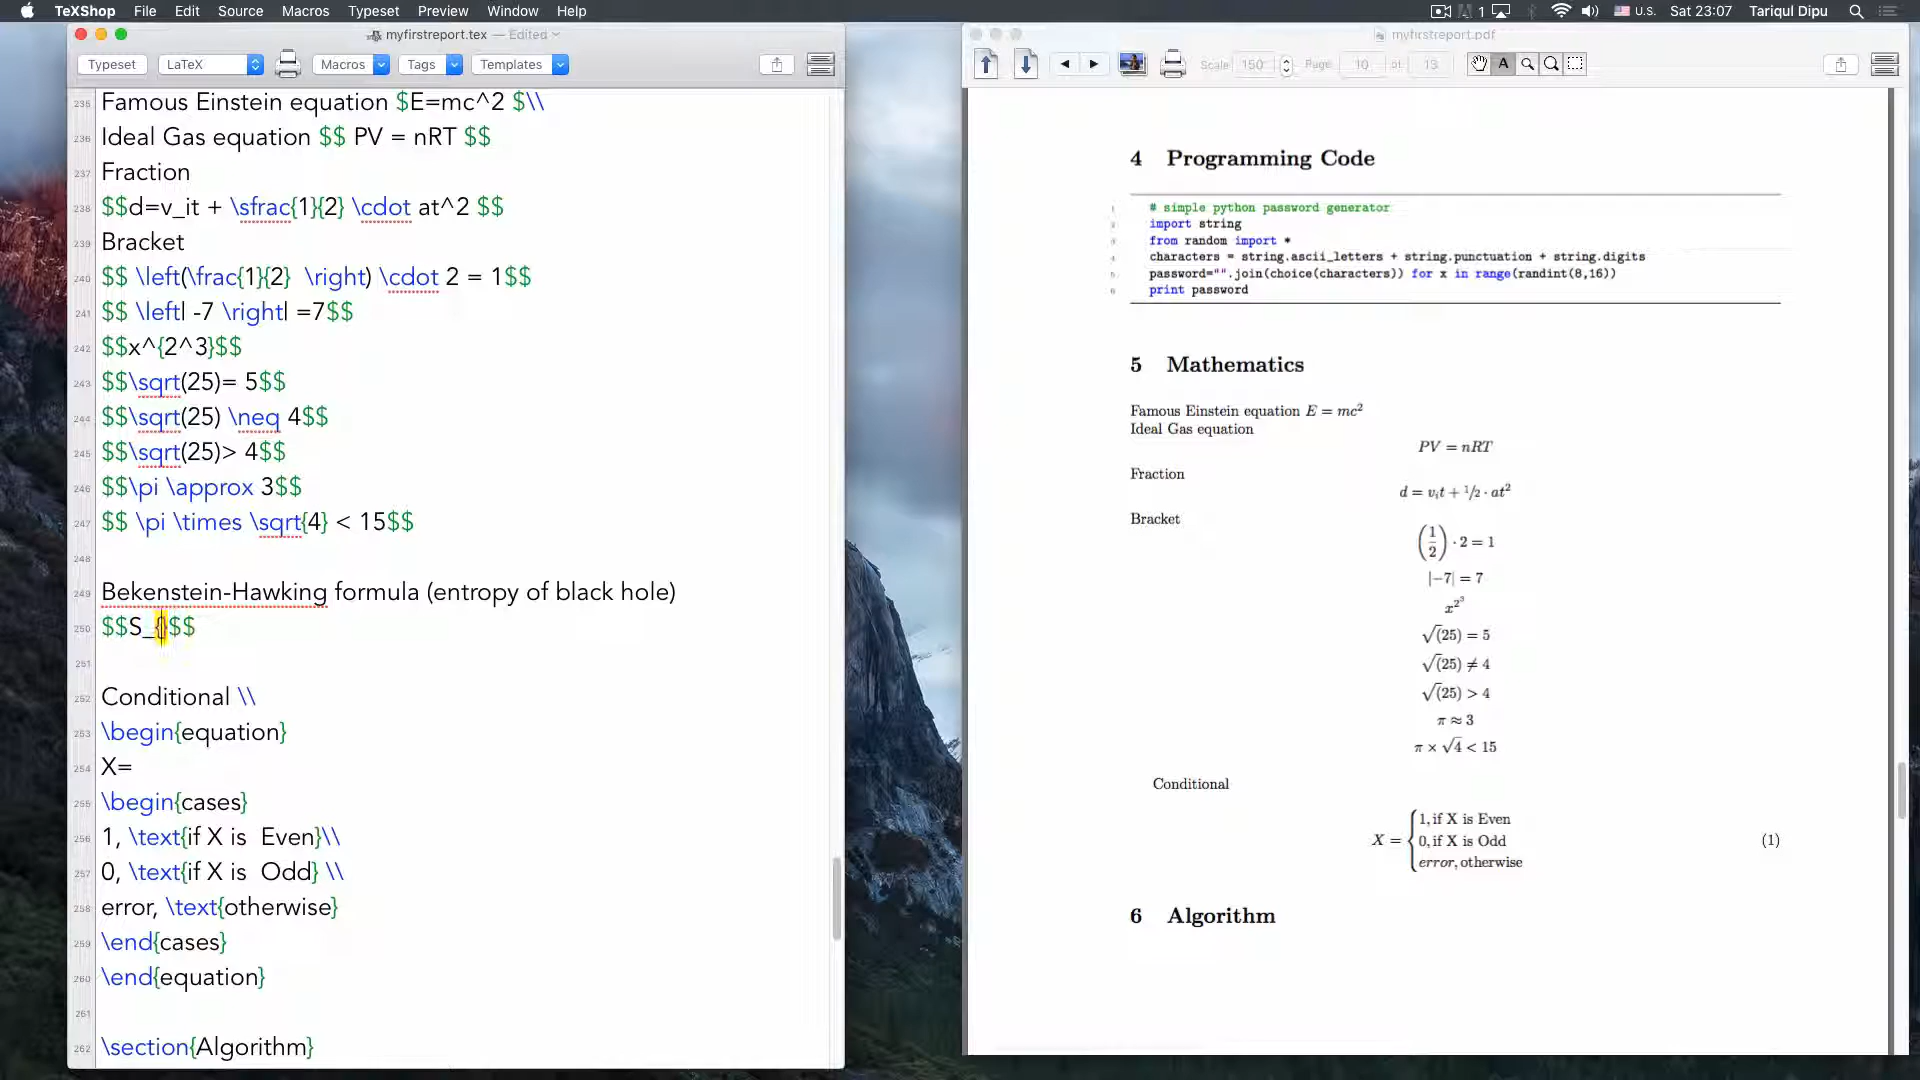 TeXShop File Edit Source Macros Typeset Preview Window Help
1 U.S. Sat 23:07 Tariqul Dipu
myfirstreport.tex — Edited
Typeset LaTeX Macros Tags Templates
235 Famous Einstein equation $E=mc^2 $\\
236 Ideal Gas equation $$ PV = nRT $$
237 Fraction
238 $$d=v_it + \sfrac{1}{2} \cdot at^2 $$
239 Bracket
240 $$ \left(\frac{1}{2}  \right) \cdot 2 = 1$$
241 $$ \left| -7 \right| =7$$
242 $$x^{2^3}$$
243 $$\sqrt(25)= 5$$
244 $$\sqrt(25) \neq 4$$
245 $$\sqrt(25)> 4$$
246 $$\pi \approx 3$$
247 $$ \pi \times \sqrt{4} < 15$$
248
249 Bekenstein-Hawking formula (entropy of black hole)
250 $$S_{}$$
251
252 Conditional \\
253 \begin{equation}
254 X=
255 \begin{cases}
256 1, \text{if X is  Even}\\
257 0, \text{if X is  Odd} \\
258 error, \text{otherwise}
259 \end{cases}
260 \end{equation}
261
262 \section{Algorithm}
myfirstreport.pdf
Scale 150 Page 10 of 13 A
4 Programming Code
1 # simple python password generator
2 import string
3 from random import *
4 characters = string.ascii_letters + string.punctuation + string.digits
5 password="".join(choice(characters)) for x in range(randint(8,16))
6 print password
5 Mathematics
Famous Einstein equation E = mc²
Ideal Gas equation
PV = nRT
Fraction
d = vᵢt + 1/2 · at²
Bracket
(1/2) · 2 = 1
|−7| = 7
x^{2^3}
√(25) = 5
√(25) ≠ 4
√(25) > 4
π ≈ 3
π × √4 < 15
Conditional
X = { 1, if X is Even
0, if X is Odd (1)
error, otherwise
6 Algorithm